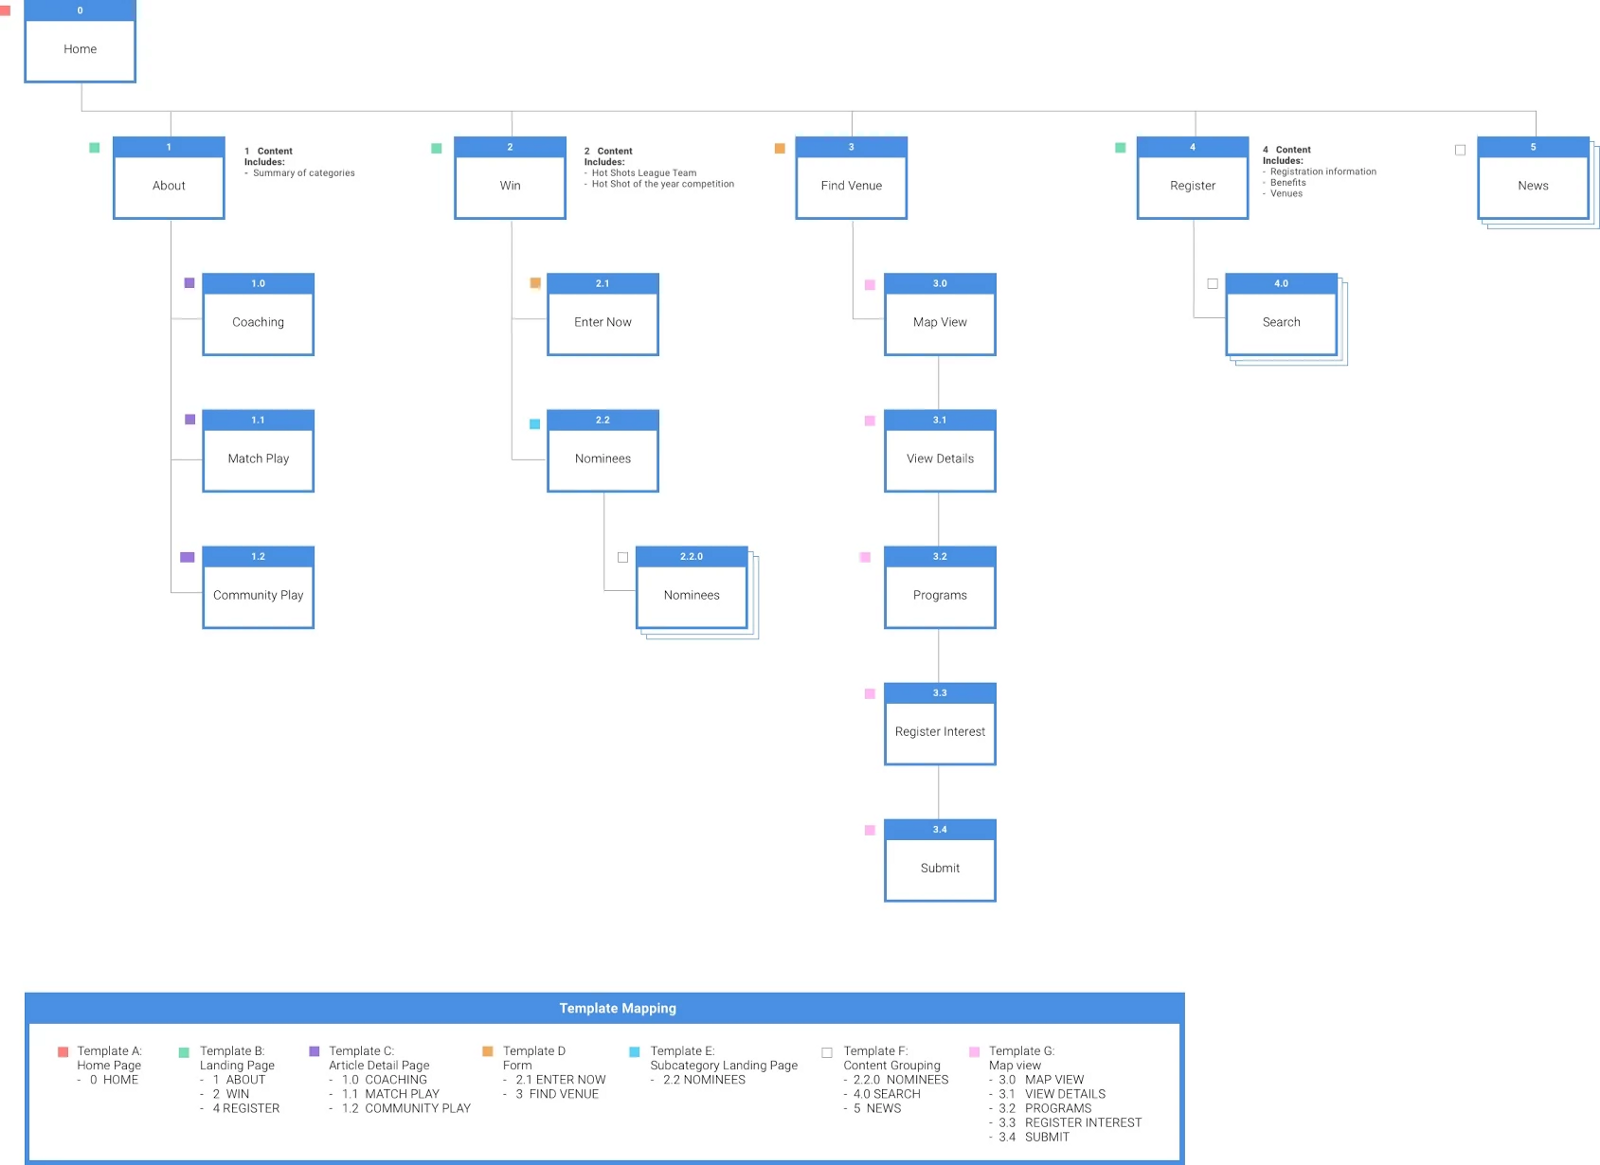 0
Home
1
About
1 Content
Includes:
- Summary of categories
2
Win
2 Content
Includes:
- Hot Shots League Team
- Hot Shot of the year competition
3
Find Venue
4
Register
4 Content
Includes:
- Registration information
- Benefits
- Venues
5
News
1.0
Coaching
2.1
Enter Now
3.0
Map View
4.0
Search
1.1
Match Play
2.2
Nominees
3.1
View Details
1.2
Community Play
2.2.0
Nominees
3.2
Programs
3.3
Register Interest
3.4
Submit
Template Mapping
Template A:
Home Page
- 0 HOME
Template B:
Landing Page
- 1 ABOUT
- 2 WIN
- 4 REGISTER
Template C:
Article Detail Page
- 1.0 COACHING
- 1.1 MATCH PLAY
- 1.2 COMMUNITY PLAY
Template D
Form
- 2.1 ENTER NOW
- 3 FIND VENUE
Template E:
Subcategory Landing Page
- 2.2 NOMINEES
Template F:
Content Grouping
- 2.2.0 NOMINEES
- 4.0 SEARCH
- 5 NEWS
Template G:
Map view
- 3.0 MAP VIEW
- 3.1 VIEW DETAILS
- 3.2 PROGRAMS
- 3.3 REGISTER INTEREST
- 3.4 SUBMIT